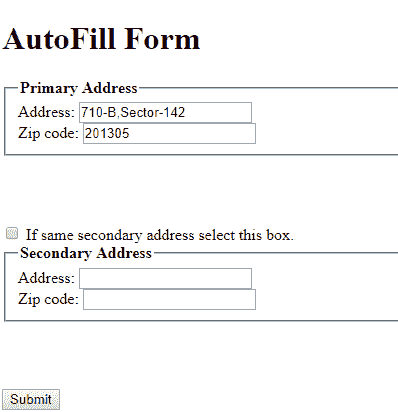 AutoFill Form
Primary Address
Address: 710-B,Sector-142
Zip code: 201305
If same secondary address select this box.
Secondary Address
Address:
Zip code:
Submit